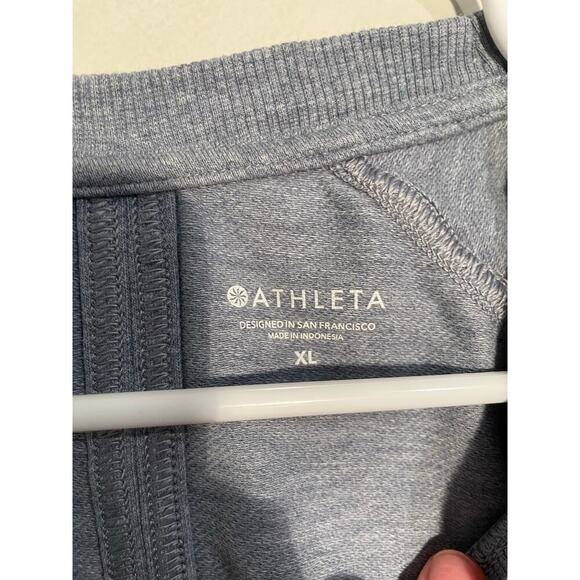 ATHLETA
DESIGNED IN SAN FRANCISCO
MADE IN INDONESIA
XL